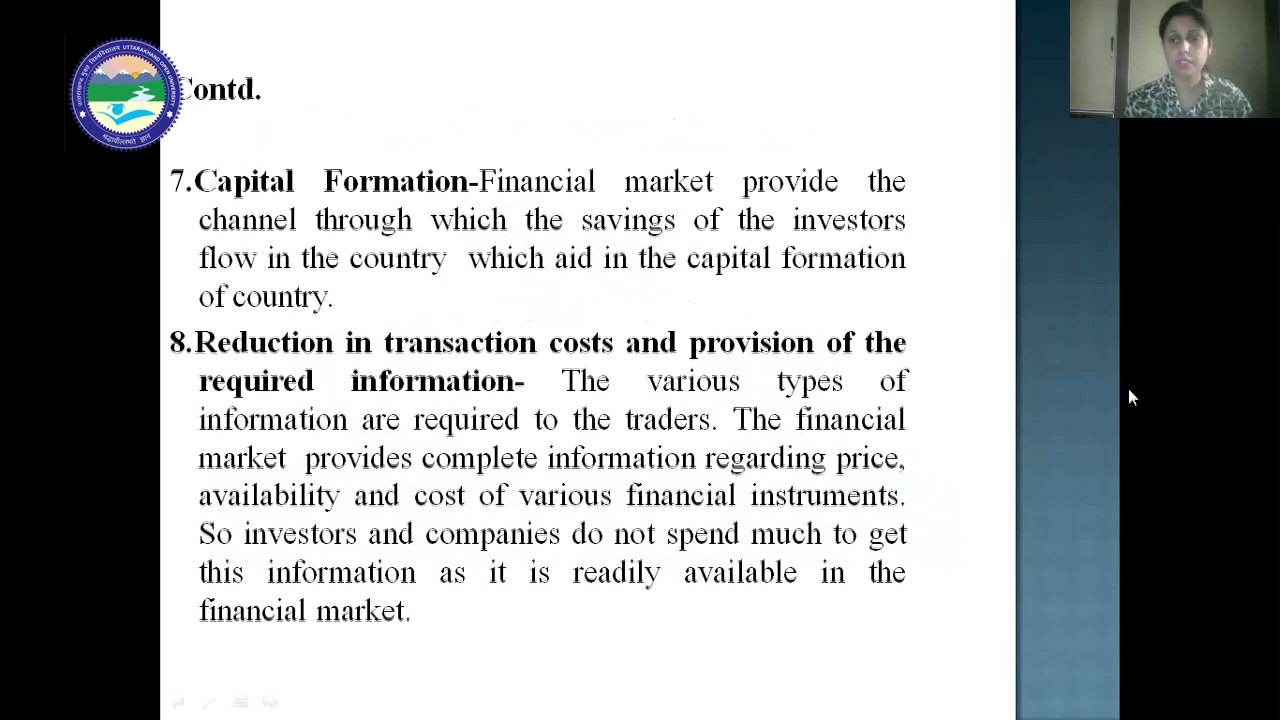 Contd.
7.Capital Formation-Financial market provide the
channel through which the savings of the investors
flow in the country which aid in the capital formation
of country.
8.Reduction in transaction costs and provision of the
required information- The various types of
information are required to the traders. The financial
market provides complete information regarding price,
availability and cost of various financial instruments.
So investors and companies do not spend much to get
this information as it is readily available in the
financial market.
UTTARAKHAND OPEN UNIVERSITY